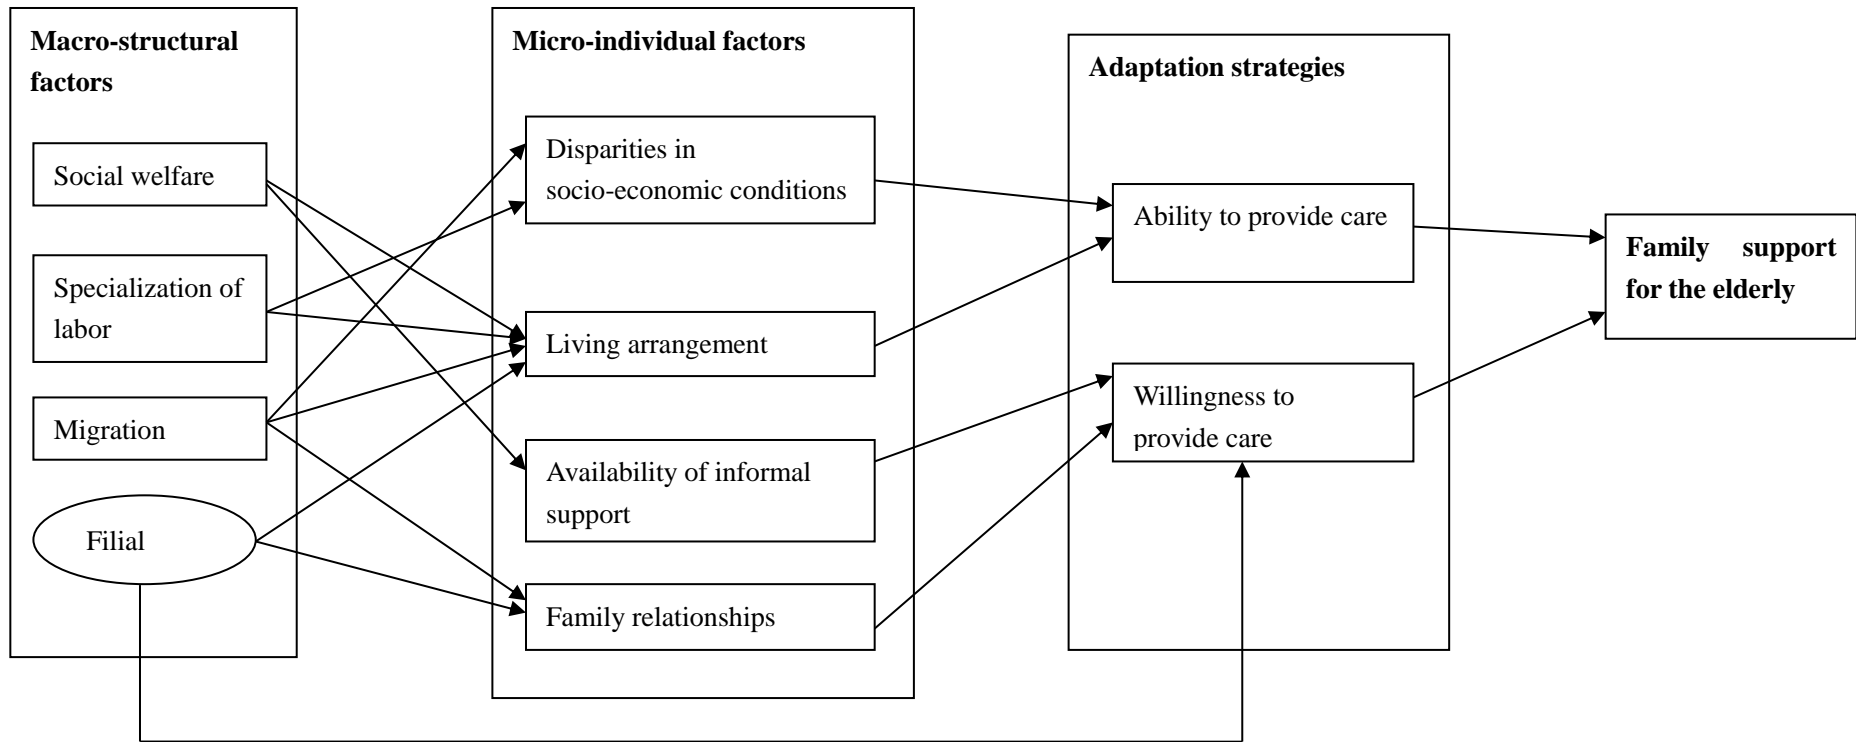 Macro-structural
factors
Social welfare
Specialization of
labor
Migration
Filial
Micro-individual factors
Disparities in
socio-economic conditions
Living arrangement
Availability of informal
support
Family relationships
Adaptation strategies
Ability to provide care
Willingness to
provide care
Family support
for the elderly